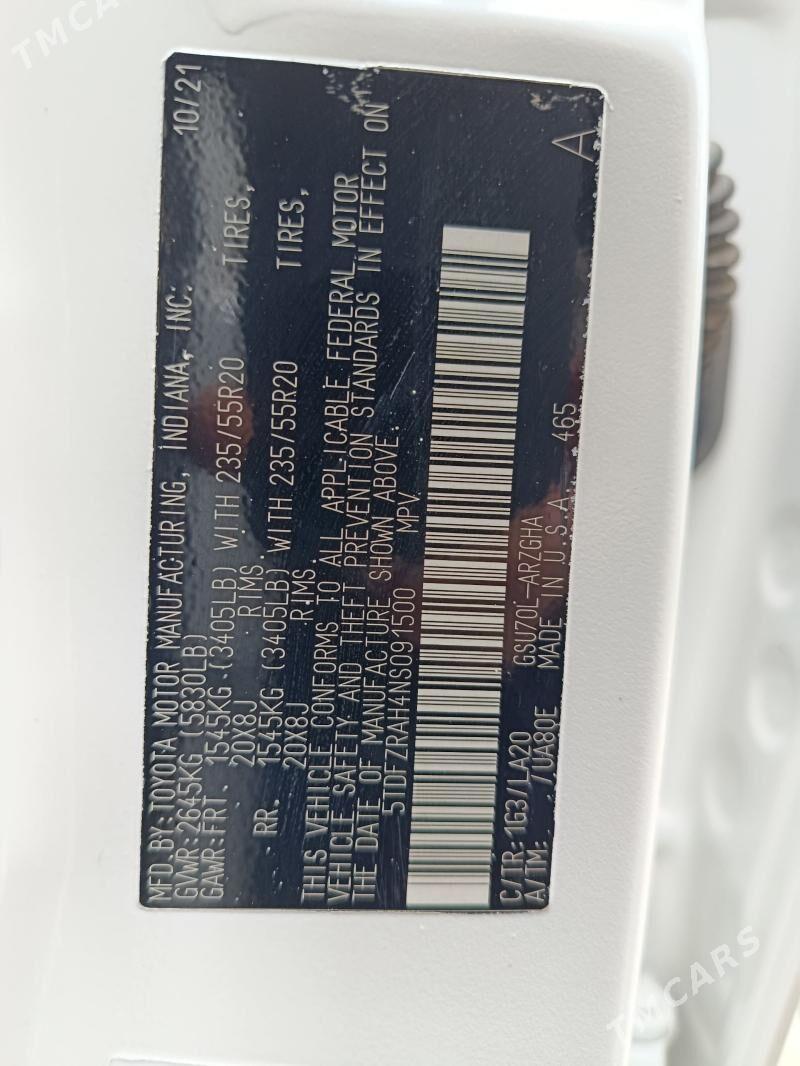 TMCARS
MFD.BY:TOYOTA MOTOR MANUFACTURING, INDIANA, INC. 10/21
GVWR:2645KG (5830LB)
GAWR:FRT. 1545KG (3405LB) WITH 235/55R20 TIRES,
20X8J RIMS.
RR. 1545KG (3405LB) WITH 235/55R20 TIRES,
20X8J RIMS.
THIS VEHICLE CONFORMS TO ALL APPLICABLE FEDERAL MOTOR
VEHICLE SAFETY AND THEFT PREVENTION STANDARDS IN EFFECT ON
THE DATE OF MANUFACTURE SHOWN ABOVE.
5TDFZRAH4NS091500 MPV
C/TR:1G3/LA20 GSU70L-ARZGHA A
A/TM: /UA80E MADE IN U.S.A 465
TMCARS